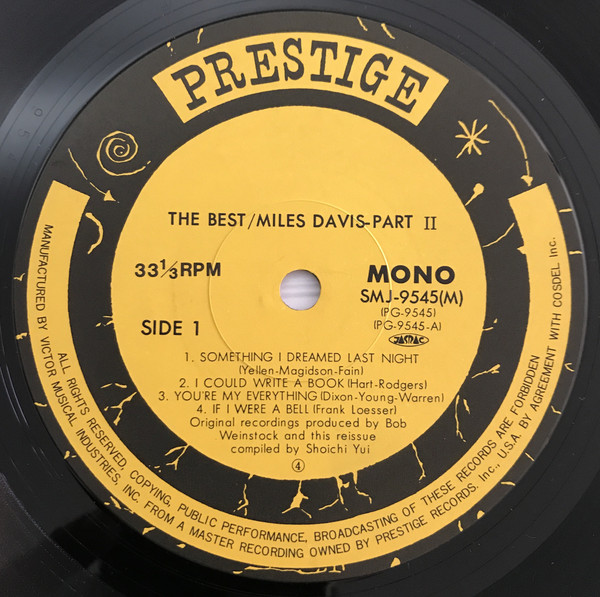 PRESTIGE
THE BEST/MILES DAVIS-PART II
33⅓RPM
MONO
SMJ-9545(M)
(PG-9545)
(PG-9545-A)
JASRAC
SIDE 1
1. SOMETHING I DREAMED LAST NIGHT
(Yellen-Magidson-Fain)
2. I COULD WRITE A BOOK (Hart-Rodgers)
3. YOU'RE MY EVERYTHING (Dixon-Young-Warren)
4. IF I WERE A BELL (Frank Loesser)
Original recordings produced by Bob
Weinstock and this reissue
compiled by Shoichi Yui
④
ALL RIGHTS RESERVED, COPYING, PUBLIC PERFORMANCE, BROADCASTING OF THESE RECORDS ARE FORBIDDEN
MANUFACTURED BY VICTOR MUSICAL INDUSTRIES, INC. FROM A MASTER RECORDING OWNED BY PRESTIGE RECORDS. Inc., U.S.A. BY AGREEMENT WITH COSDEL Inc.